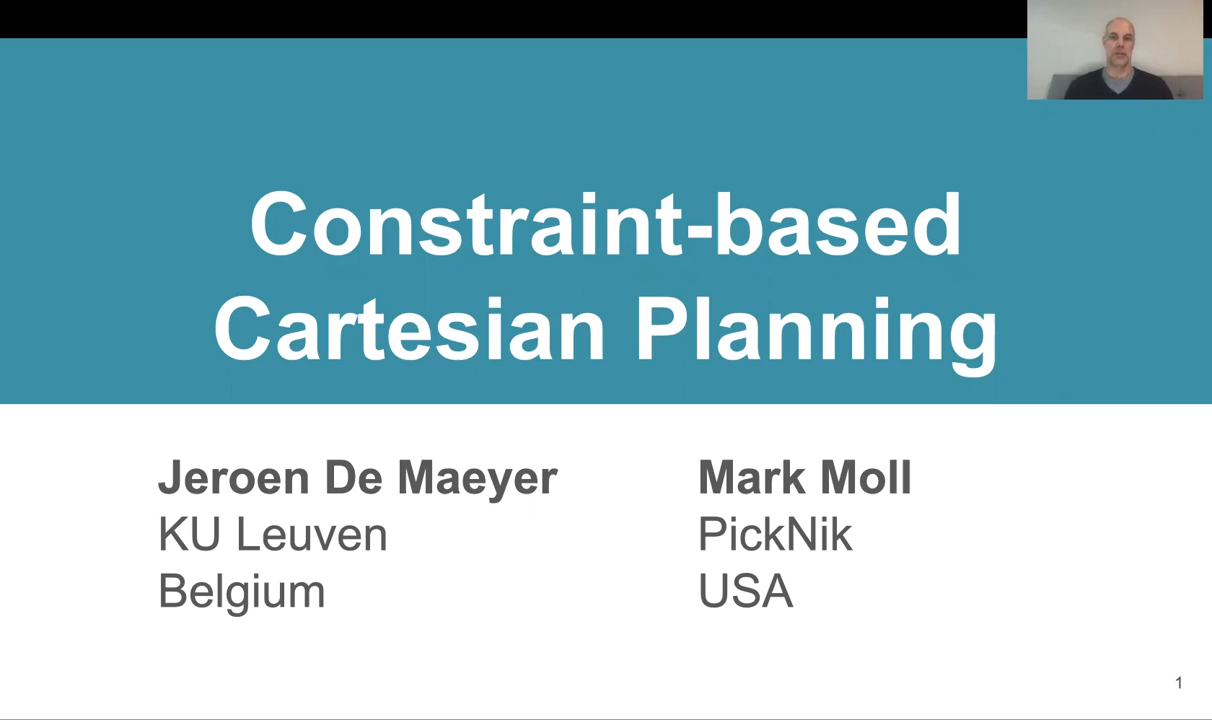 Constraint-based
Cartesian Planning
Jeroen De Maeyer
KU Leuven
Belgium
Mark Moll
PickNik
USA
1